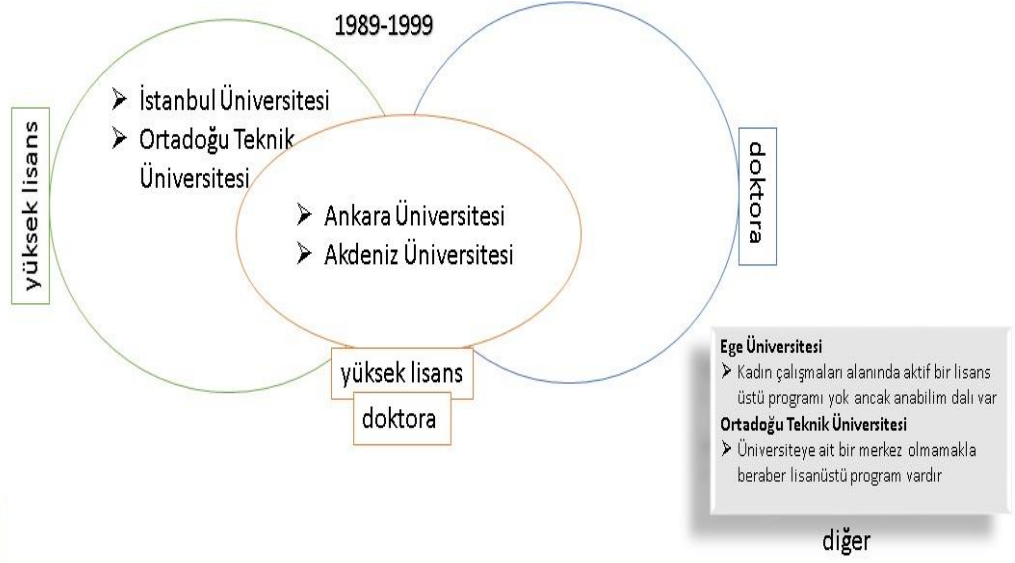 1989-1999
yüksek lisans
➢ İstanbul Üniversitesi
➢ Ortadoğu Teknik
Üniversitesi
➢ Ankara Üniversitesi
➢ Akdeniz Üniversitesi
doktora
yüksek lisans
doktora
Ege Üniversitesi
➢ Kadın çalışmaları alanında aktif bir lisans
üstü programı yok ancak anabilim dalı var
Ortadoğu Teknik Üniversitesi
➢ Üniversiteye ait bir merkez olmamakla
beraber lisanüstü program vardır
diğer